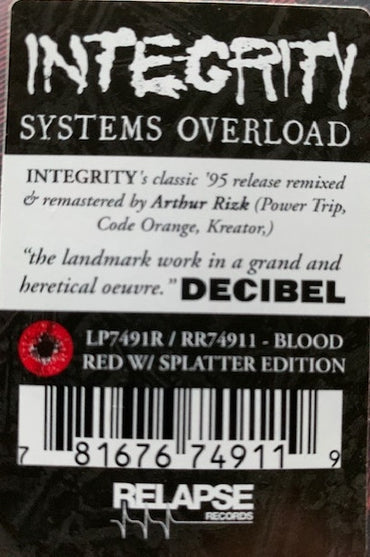 INTEGRITY
SYSTEMS OVERLOAD
INTEGRITY's classic '95 release remixed
& remastered by Arthur Rizk (Power Trip,
Code Orange, Kreator,)
"the landmark work in a grand and
heretical oeuvre." DECIBEL
LP7491R / RR74911 - BLOOD
RED W/ SPLATTER EDITION
7 81676 74911 9
RELAPSE
RECORDS